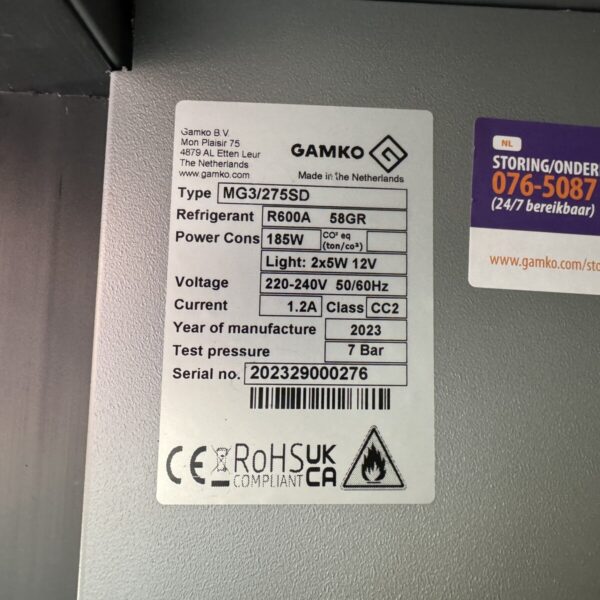 Gamko B.V.
Mon Plaisir 75
4879 AL Etten Leur
The Netherlands
www.gamko.com
GAMKO
Made in the Netherlands
Type MG3/275SD
Refrigerant R600A 58GR
Power Cons 185W CO² eq (ton/co²)
Light: 2x5W 12V
Voltage 220-240V 50/60Hz
Current 1.2A Class CC2
Year of manufacture 2023
Test pressure 7 Bar
Serial no. 202329000276
CE RoHS COMPLIANT UK CA
NL
STORING/ONDER
076-5087
(24/7 bereikbaar)
www.gamko.com/sto